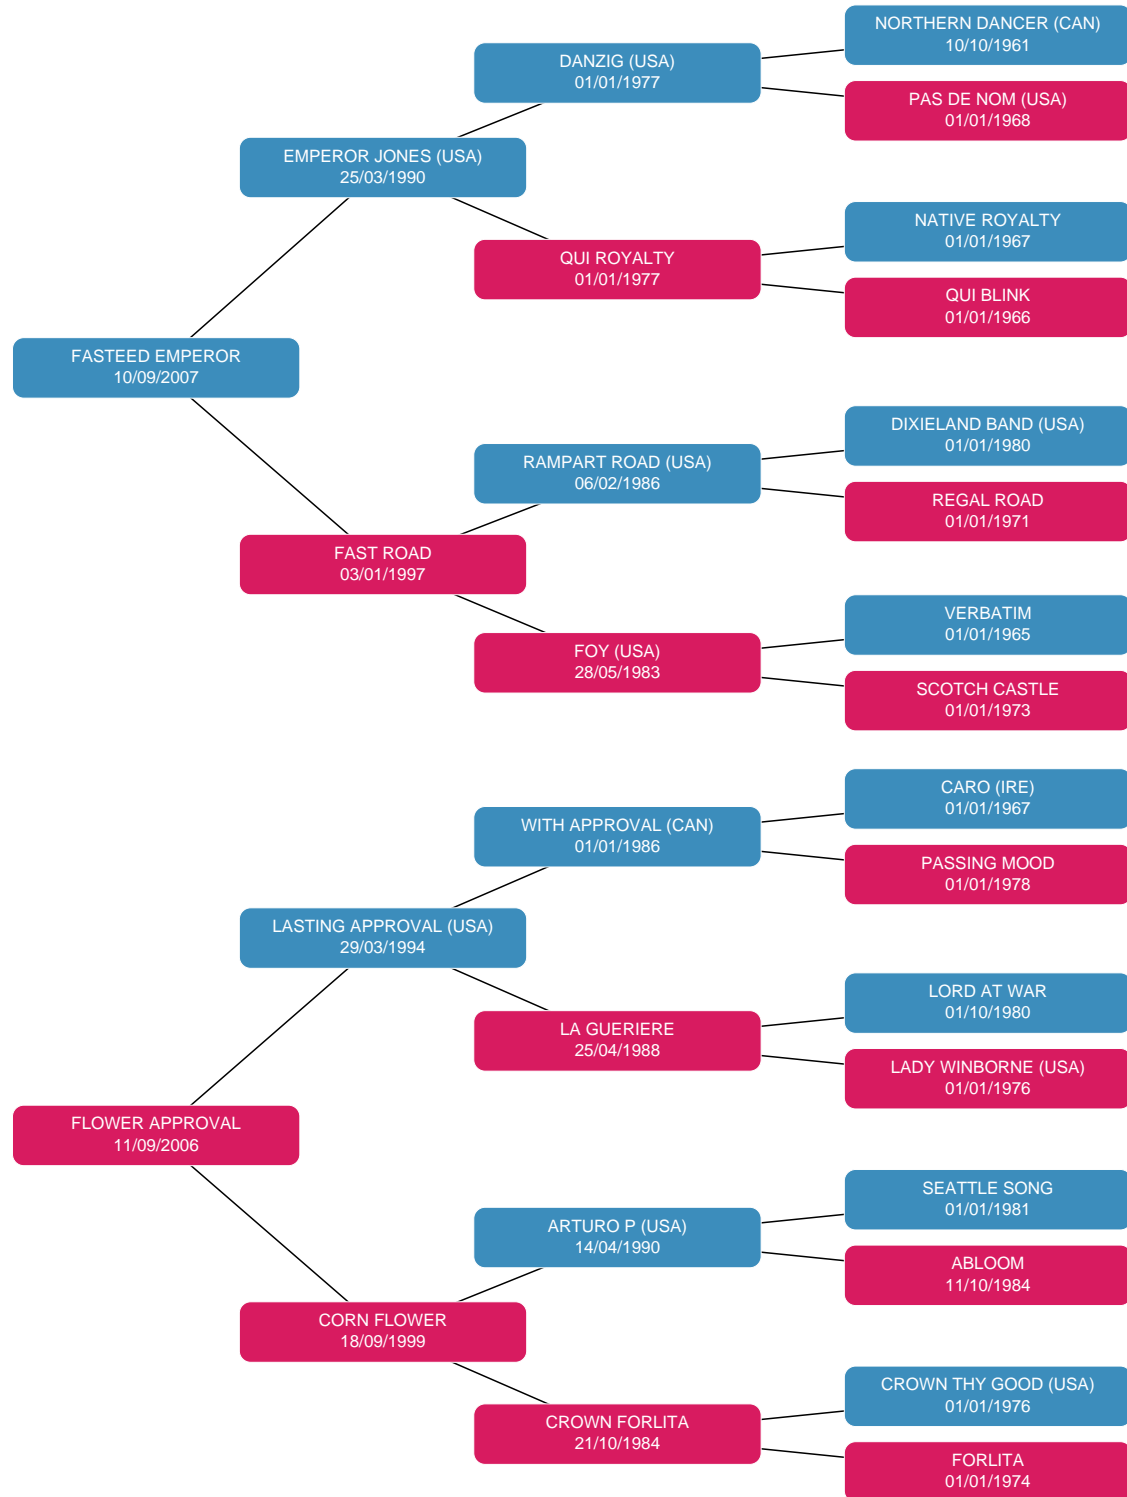 NORTHERN DANCER (CAN)
10/10/1961
DANZIG (USA)
01/01/1977
PAS DE NOM (USA)
01/01/1968
EMPEROR JONES (USA)
25/03/1990
NATIVE ROYALTY
01/01/1967
QUI ROYALTY
01/01/1977
QUI BLINK
01/01/1966
FASTEED EMPEROR
10/09/2007
DIXIELAND BAND (USA)
01/01/1980
RAMPART ROAD (USA)
06/02/1986
REGAL ROAD
01/01/1971
FAST ROAD
03/01/1997
VERBATIM
01/01/1965
FOY (USA)
28/05/1983
SCOTCH CASTLE
01/01/1973
CARO (IRE)
01/01/1967
WITH APPROVAL (CAN)
01/01/1986
PASSING MOOD
01/01/1978
LASTING APPROVAL (USA)
29/03/1994
LORD AT WAR
01/10/1980
LA GUERIERE
25/04/1988
LADY WINBORNE (USA)
01/01/1976
FLOWER APPROVAL
11/09/2006
SEATTLE SONG
01/01/1981
ARTURO P (USA)
14/04/1990
ABLOOM
11/10/1984
CORN FLOWER
18/09/1999
CROWN THY GOOD (USA)
01/01/1976
CROWN FORLITA
21/10/1984
FORLITA
01/01/1974